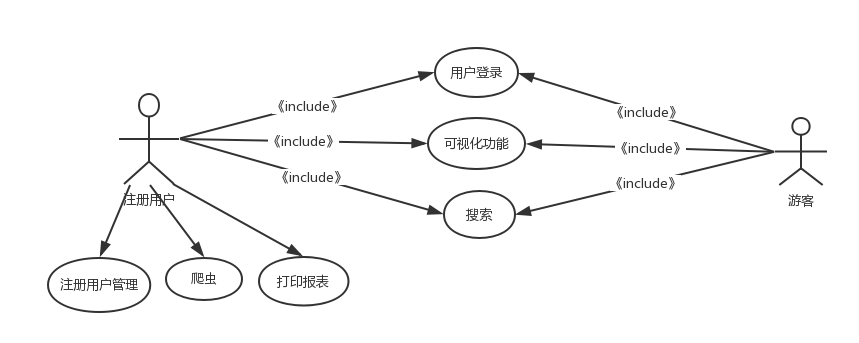 用户登录
《include》
《include》
《include》
可视化功能
《include》
《include》
《include》
搜索
注册用户
游客
注册用户管理
爬虫
打印报表